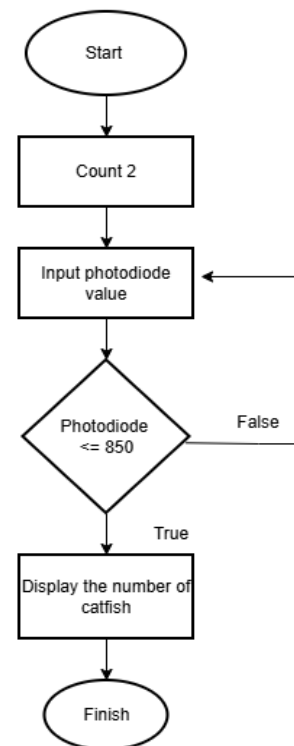 Start
Count 2
Input photodiode
value
Photodiode
<= 850
False
True
Display the number of
catfish
Finish